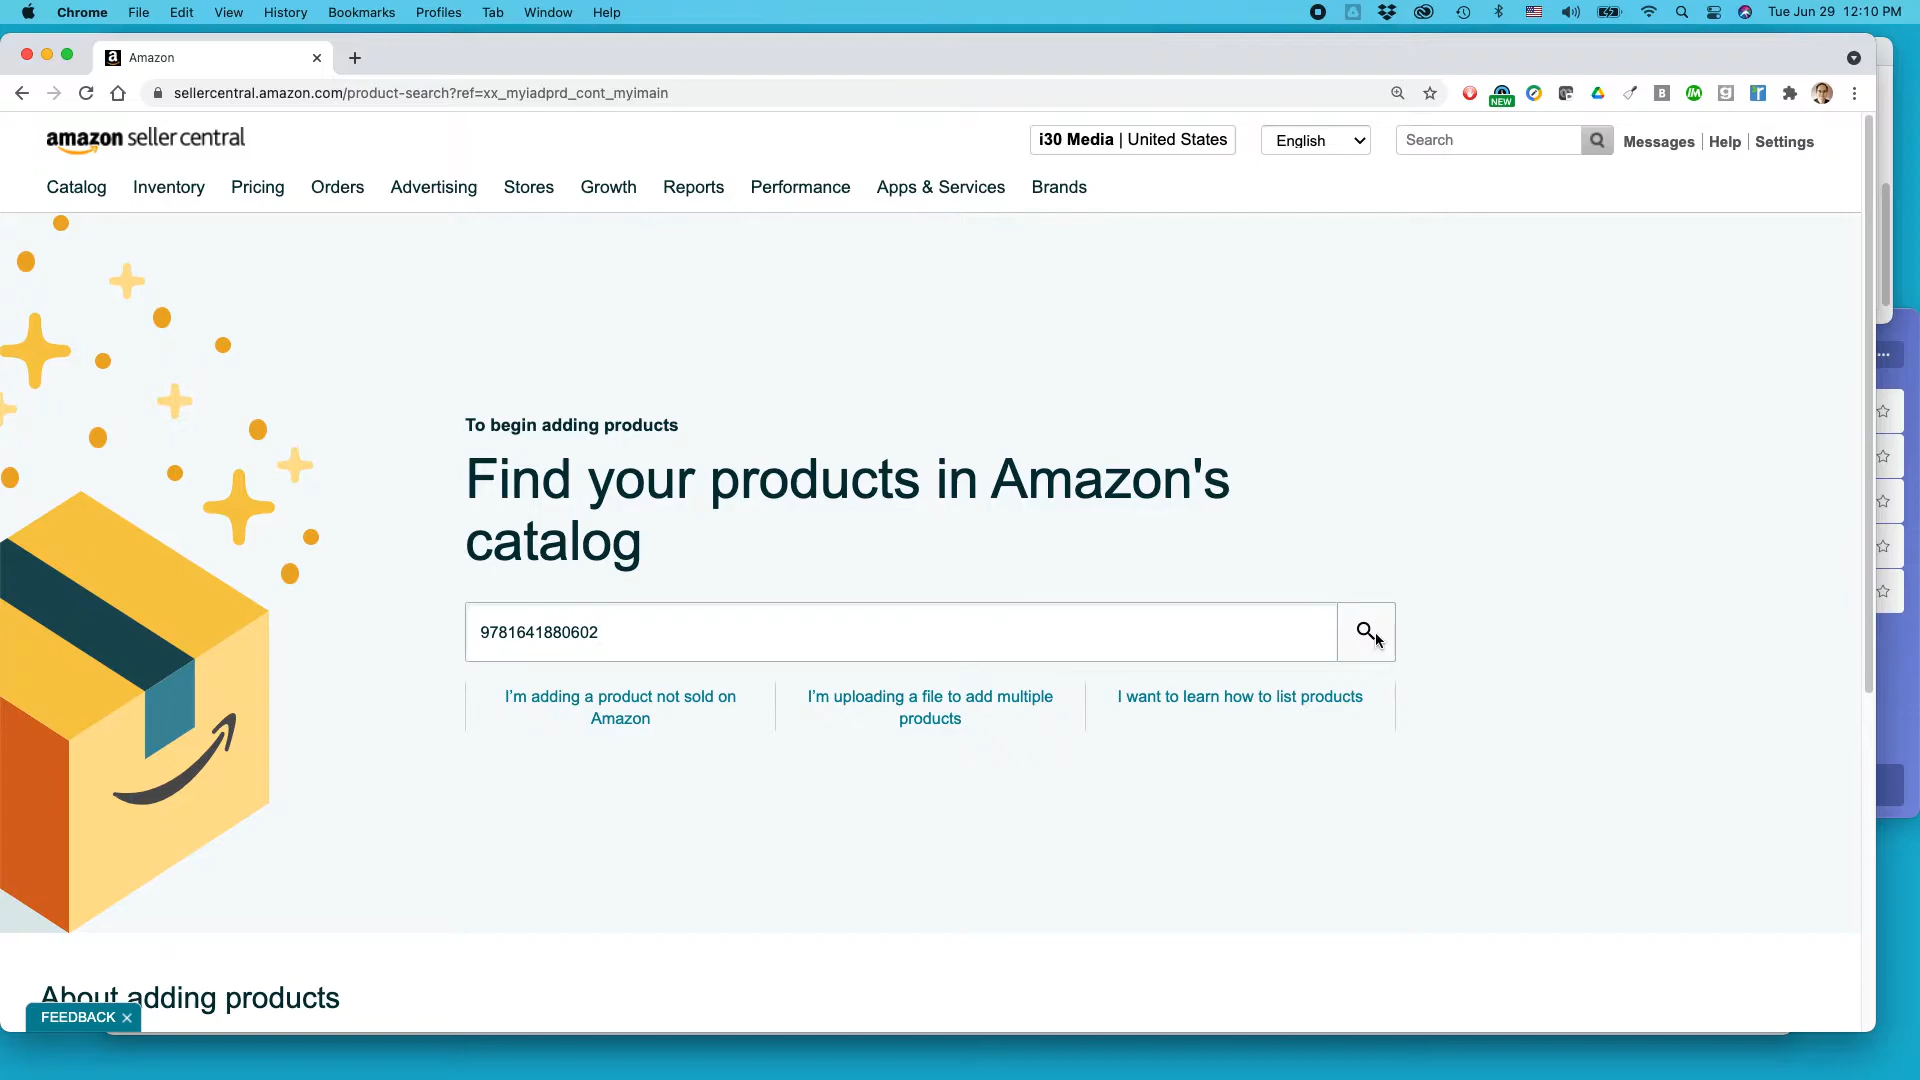 Chrome File Edit View History Bookmarks Profiles Tab Window Help Tue Jun 29 12:10 PM
Amazon
sellercentral.amazon.com/product-search?ref=xx_myiadprd_cont_myimain
NEW
amazon seller central
i30 Media | United States
English
Search
Messages | Help | Settings
Catalog Inventory Pricing Orders Advertising Stores Growth Reports Performance Apps & Services Brands
To begin adding products
Find your products in Amazon's
catalog
9781641880602
I'm adding a product not sold on
Amazon
I'm uploading a file to add multiple
products
I want to learn how to list products
About adding products
FEEDBACK